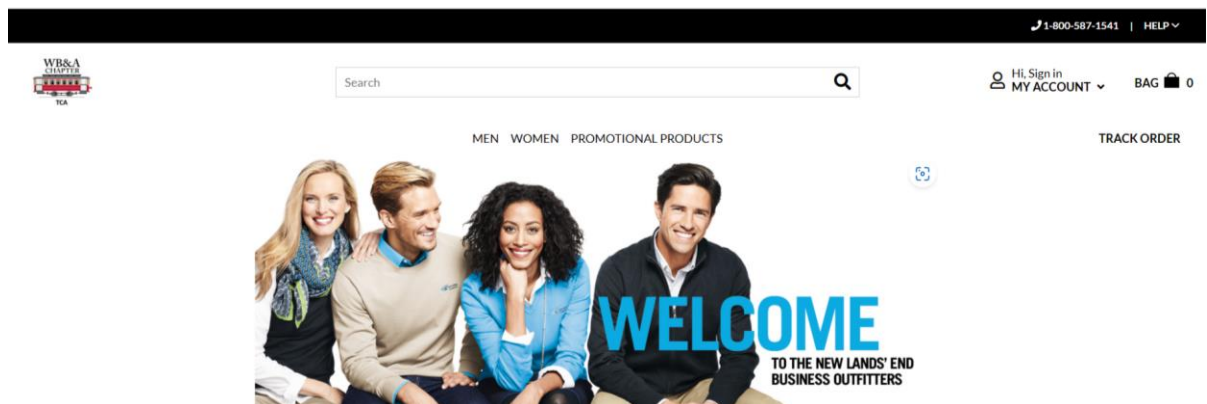 1-800-587-1541 | HELP
WB&A
CHAPTER
TCA
Search
Hi, Sign in
MY ACCOUNT
BAG 0
MEN WOMEN PROMOTIONAL PRODUCTS
TRACK ORDER
WELCOME
TO THE NEW LANDS' END
BUSINESS OUTFITTERS